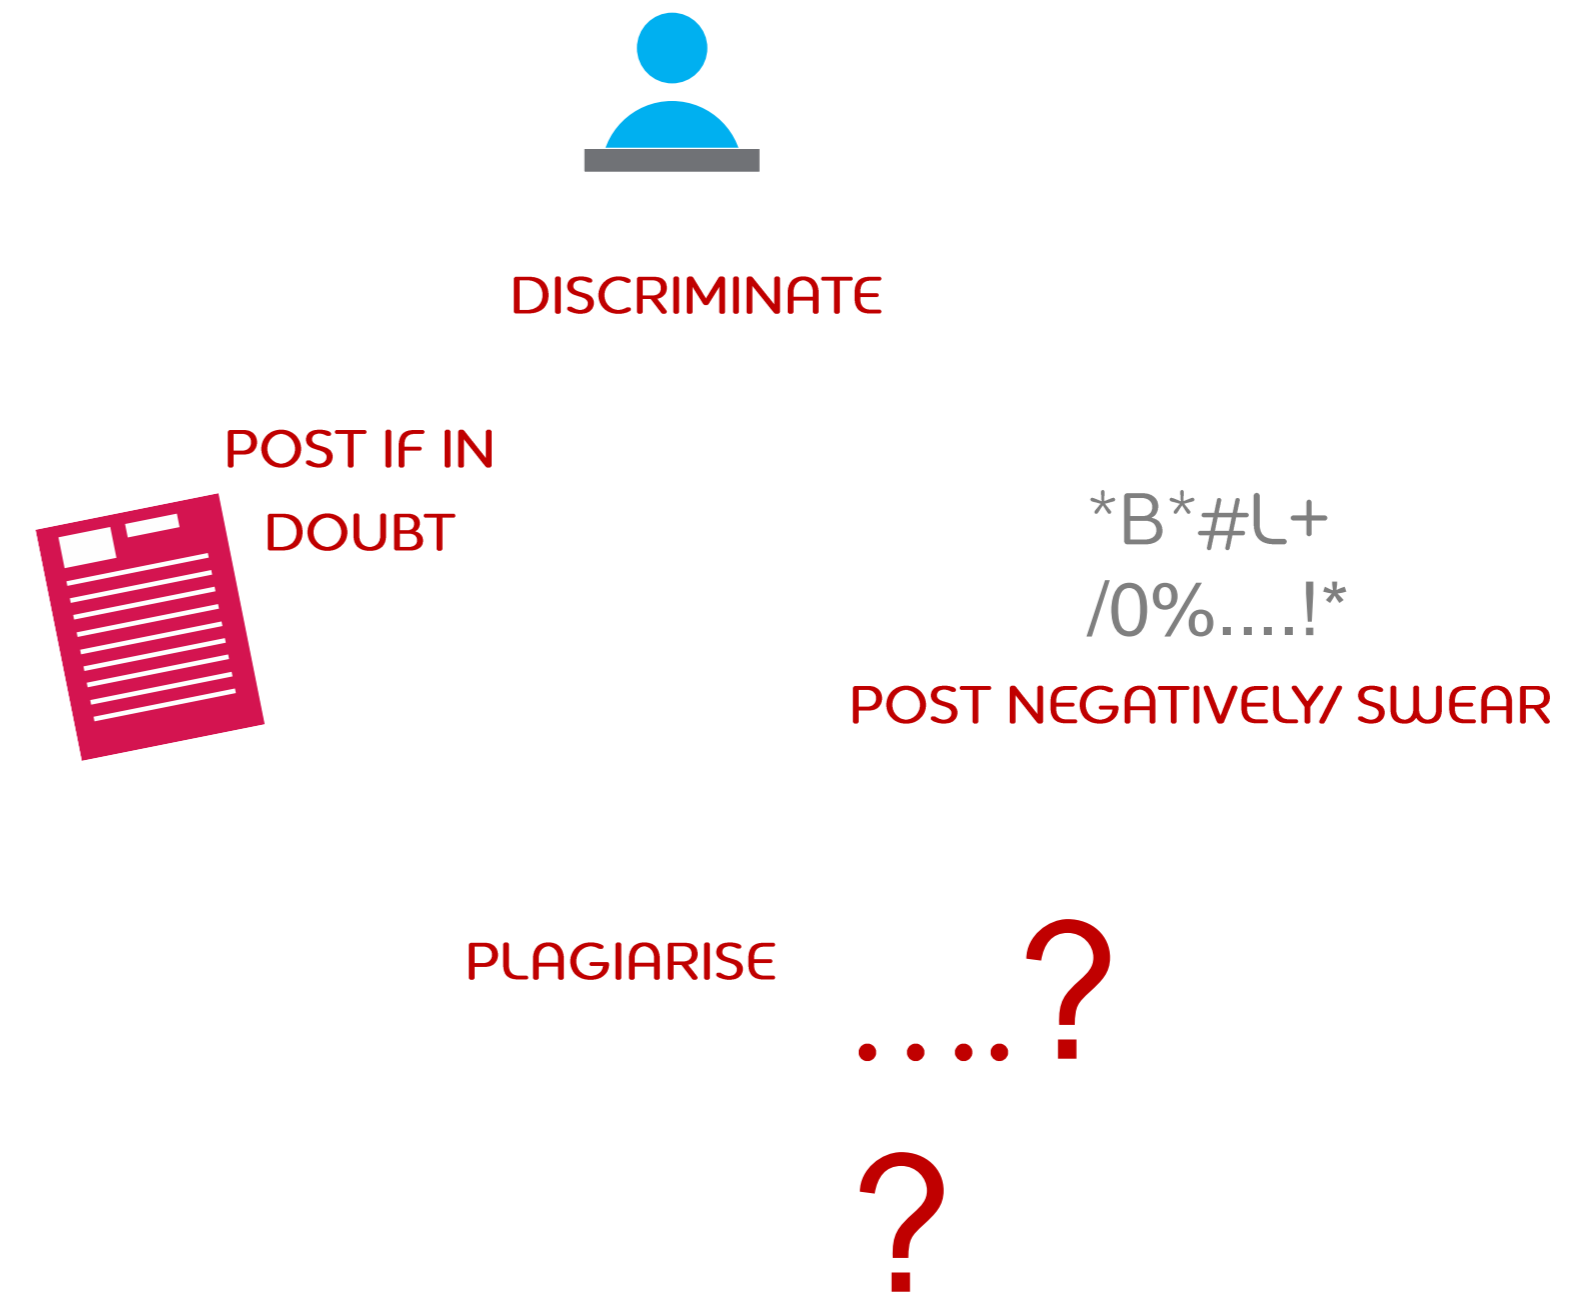 DISCRIMINATE
POST IF IN
DOUBT
*B*#L+
/0%....!*
POST NEGATIVELY/ SWEAR
PLAGIARISE
....?
?